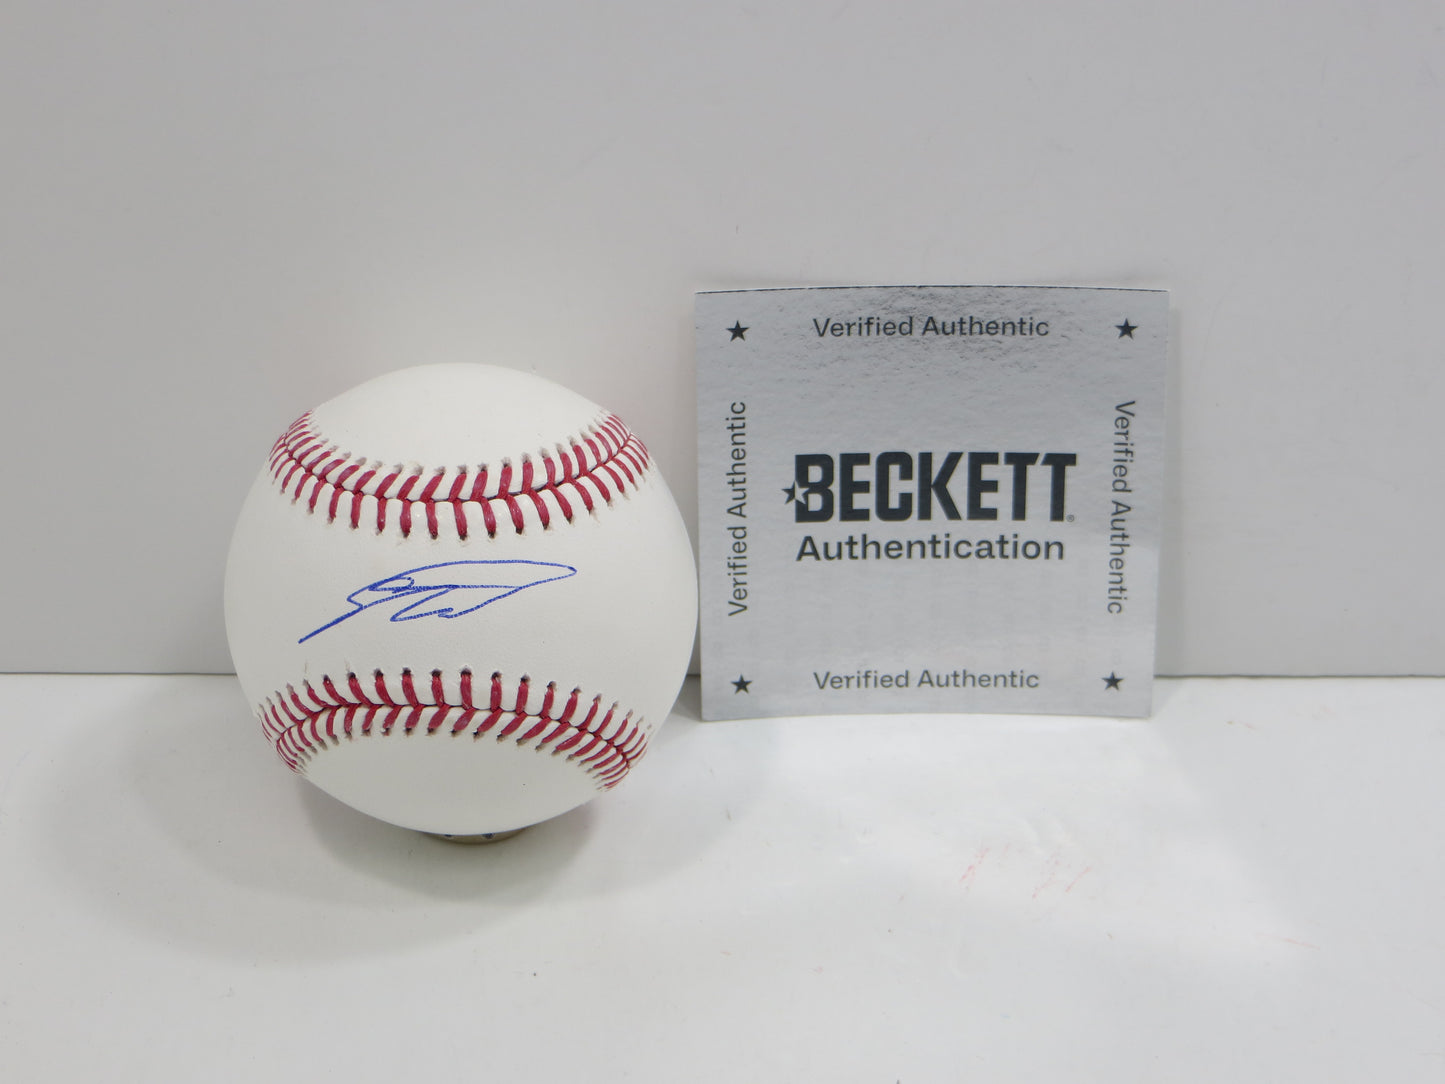 ★ Verified Authentic ★
Verified Authentic
BECKETT®
Authentication
Verified Authentic
★ Verified Authentic ★